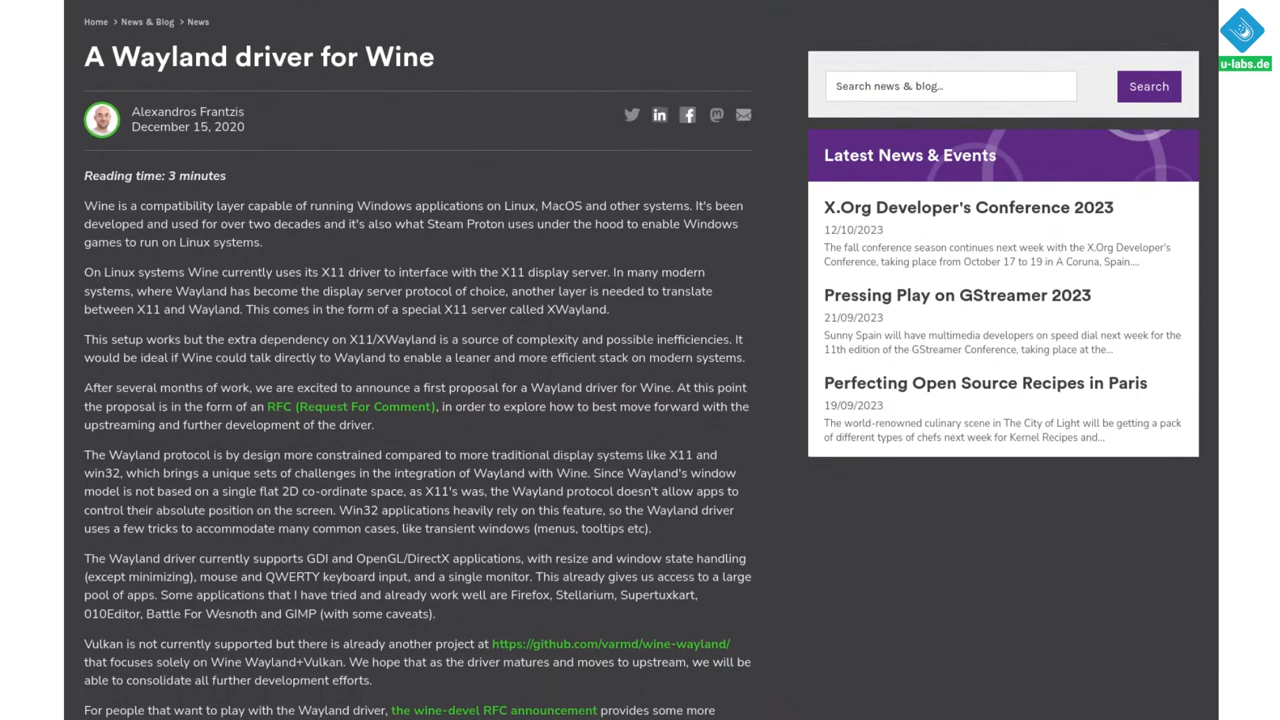 Home > News & Blog > News
A Wayland driver for Wine
Alexandros Frantzis
December 15, 2020
Reading time: 3 minutes
Wine is a compatibility layer capable of running Windows applications on Linux, MacOS and other systems. It's been
developed and used for over two decades and it's also what Steam Proton uses under the hood to enable Windows
games to run on Linux systems.
On Linux systems Wine currently uses its X11 driver to interface with the X11 display server. In many modern
systems, where Wayland has become the display server protocol of choice, another layer is needed to translate
between X11 and Wayland. This comes in the form of a special X11 server called XWayland.
This setup works but the extra dependency on X11/XWayland is a source of complexity and possible inefficiencies. It
would be ideal if Wine could talk directly to Wayland to enable a leaner and more efficient stack on modern systems.
After several months of work, we are excited to announce a first proposal for a Wayland driver for Wine. At this point
the proposal is in the form of an RFC (Request For Comment), in order to explore how to best move forward with the
upstreaming and further development of the driver.
The Wayland protocol is by design more constrained compared to more traditional display systems like X11 and
win32, which brings a unique sets of challenges in the integration of Wayland with Wine. Since Wayland's window
model is not based on a single flat 2D co-ordinate space, as X11's was, the Wayland protocol doesn't allow apps to
control their absolute position on the screen. Win32 applications heavily rely on this feature, so the Wayland driver
uses a few tricks to accommodate many common cases, like transient windows (menus, tooltips etc).
The Wayland driver currently supports GDI and OpenGL/DirectX applications, with resize and window state handling
(except minimizing), mouse and QWERTY keyboard input, and a single monitor. This already gives us access to a large
pool of apps. Some applications that I have tried and already work well are Firefox, Stellarium, Supertuxkart,
010Editor, Battle For Wesnoth and GIMP (with some caveats).
Vulkan is not currently supported but there is already another project at https://github.com/varmd/wine-wayland/
that focuses solely on Wine Wayland+Vulkan. We hope that as the driver matures and moves to upstream, we will be
able to consolidate all further development efforts.
For people that want to play with the Wayland driver, the wine-devel RFC announcement provides some more
Search news & blog...
Search
Latest News & Events
X.Org Developer's Conference 2023
12/10/2023
The fall conference season continues next week with the X.Org Developer's
Conference, taking place from October 17 to 19 in A Coruna, Spain....
Pressing Play on GStreamer 2023
21/09/2023
Sunny Spain will have multimedia developers on speed dial next week for the
11th edition of the GStreamer Conference, taking place at the...
Perfecting Open Source Recipes in Paris
19/09/2023
The world-renowned culinary scene in The City of Light will be getting a pack
of different types of chefs next week for Kernel Recipes and...
u-labs.de